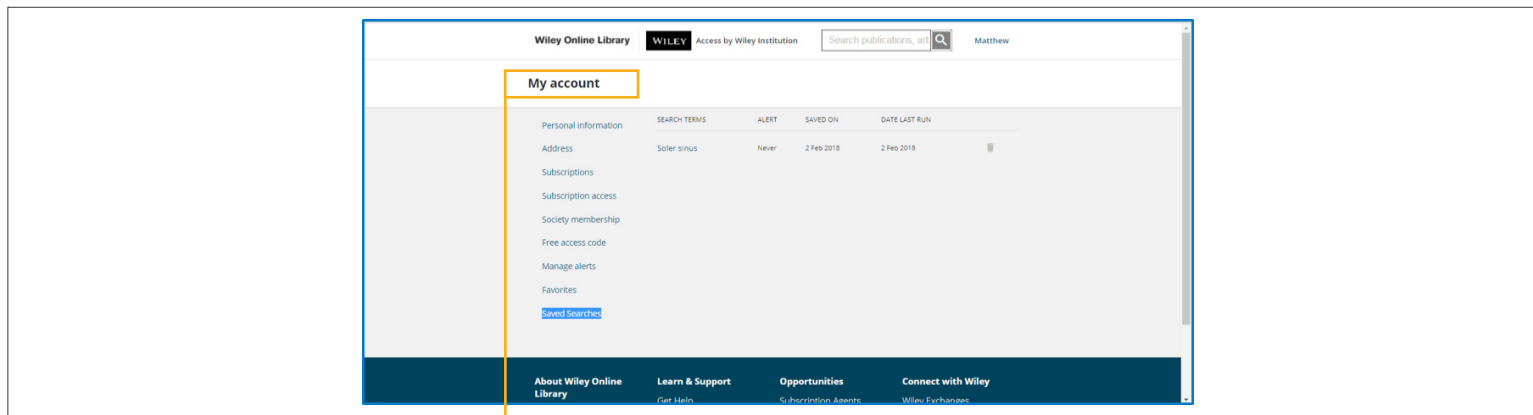 Wiley Online Library WILEY Access by Wiley Institution Search publications, art Matthew
My account
Personal information
Address
Subscriptions
Subscription access
Society membership
Free access code
Manage alerts
Favorites
Saved Searches
SEARCH TERMS ALERT SAVED ON DATE LAST RUN
Soler sinus Never 2 Feb 2018 2 Feb 2018
About Wiley Online
Library
Learn & Support
Get Help
Opportunities
Subscription Agents
Connect with Wiley
Wiley Exchanges